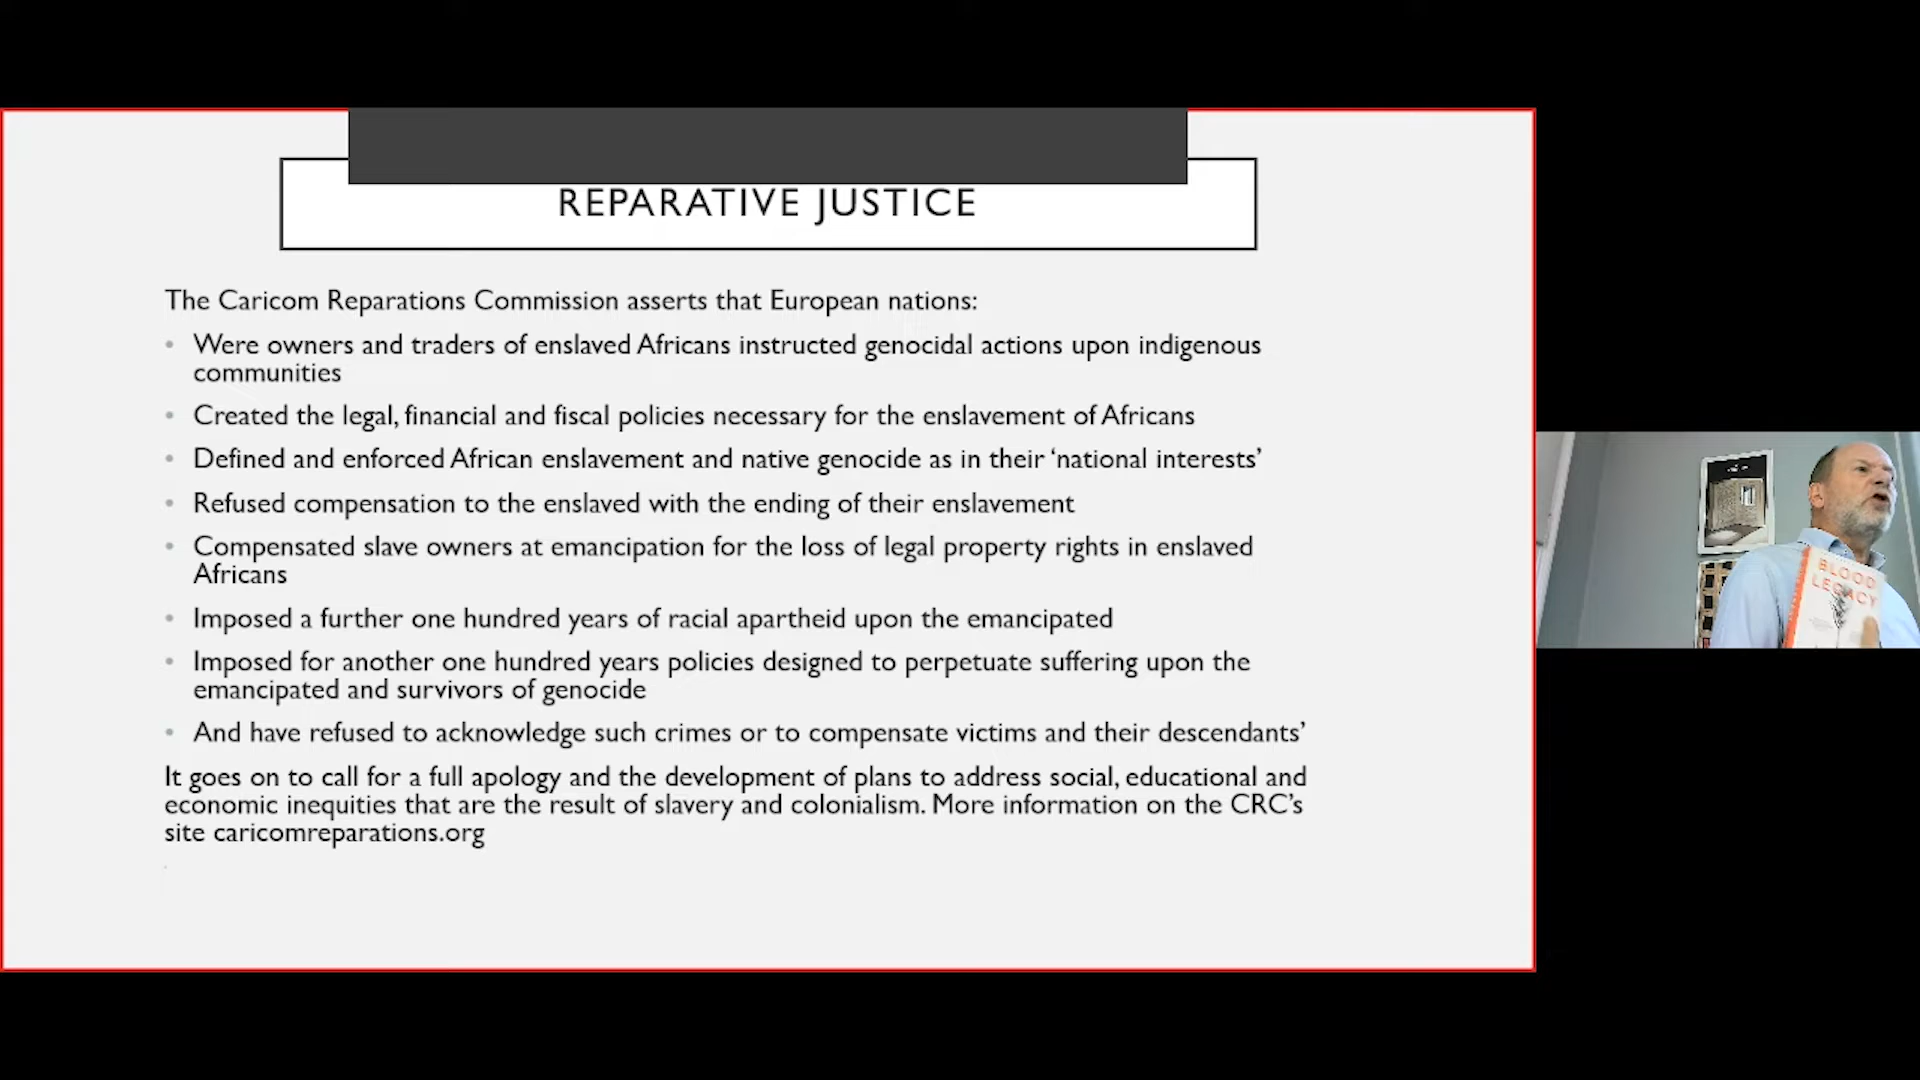 REPARATIVE JUSTICE
The Caricom Reparations Commission asserts that European nations:
• Were owners and traders of enslaved Africans instructed genocidal actions upon indigenous
communities
• Created the legal, financial and fiscal policies necessary for the enslavement of Africans
• Defined and enforced African enslavement and native genocide as in their ‘national interests’
• Refused compensation to the enslaved with the ending of their enslavement
• Compensated slave owners at emancipation for the loss of legal property rights in enslaved
Africans
• Imposed a further one hundred years of racial apartheid upon the emancipated
• Imposed for another one hundred years policies designed to perpetuate suffering upon the
emancipated and survivors of genocide
• And have refused to acknowledge such crimes or to compensate victims and their descendants’
It goes on to call for a full apology and the development of plans to address social, educational and
economic inequities that are the result of slavery and colonialism. More information on the CRC’s
site caricomreparations.org
BLOOD
LEGACY